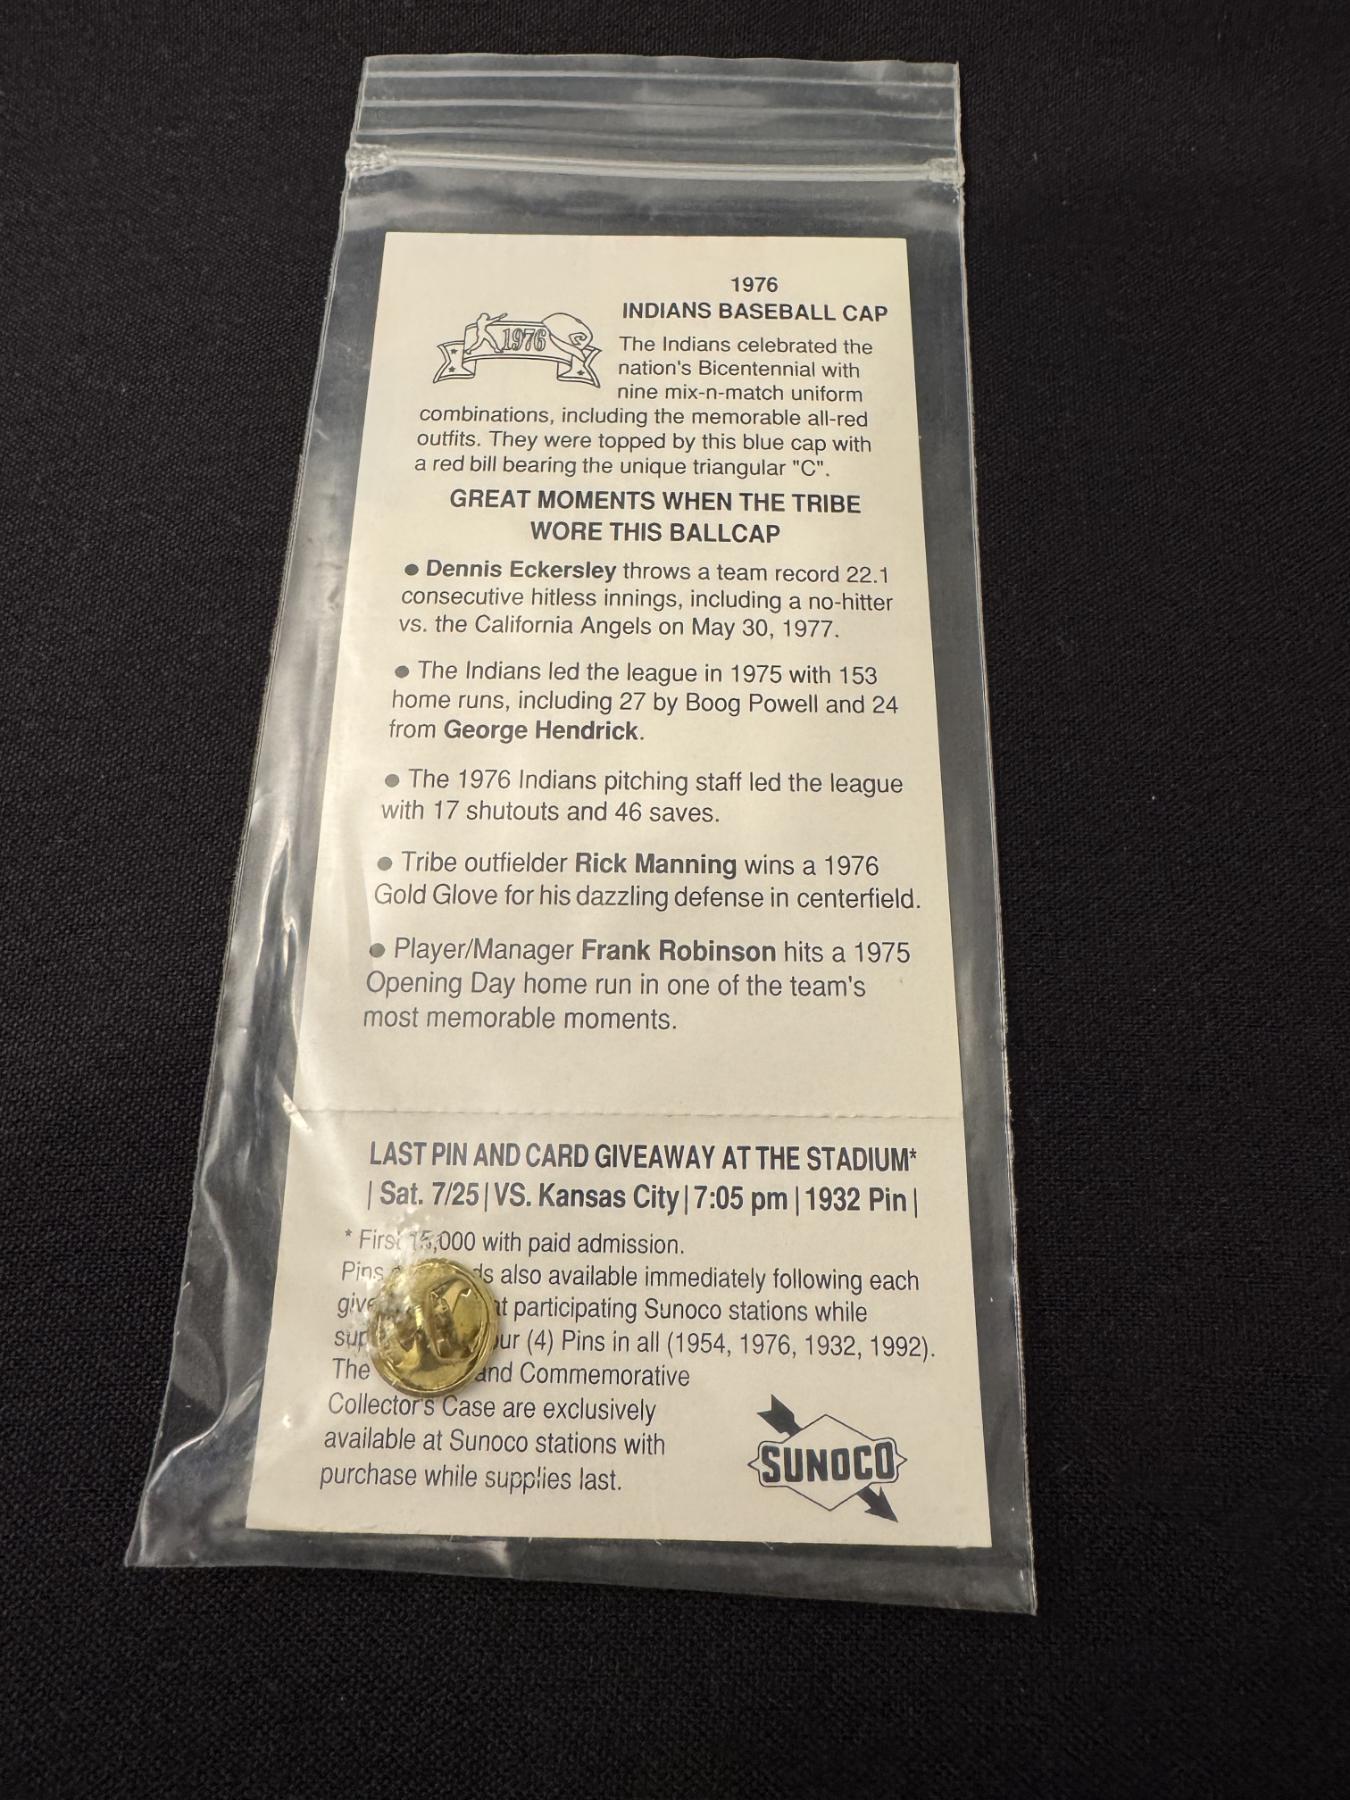 1976
INDIANS BASEBALL CAP
1976
The Indians celebrated the
nation's Bicentennial with
nine mix-n-match uniform
combinations, including the memorable all-red
outfits. They were topped by this blue cap with
a red bill bearing the unique triangular "C".
GREAT MOMENTS WHEN THE TRIBE
WORE THIS BALLCAP
● Dennis Eckersley throws a team record 22.1
consecutive hitless innings, including a no-hitter
vs. the California Angels on May 30, 1977.
● The Indians led the league in 1975 with 153
home runs, including 27 by Boog Powell and 24
from George Hendrick.
● The 1976 Indians pitching staff led the league
with 17 shutouts and 46 saves.
● Tribe outfielder Rick Manning wins a 1976
Gold Glove for his dazzling defense in centerfield.
● Player/Manager Frank Robinson hits a 1975
Opening Day home run in one of the team's
most memorable moments.
LAST PIN AND CARD GIVEAWAY AT THE STADIUM*
| Sat. 7/25 | VS. Kansas City | 7:05 pm | 1932 Pin |
* First 15,000 with paid admission.
Pins also available immediately following each
participating Sunoco stations while
(4) Pins in all (1954, 1976, 1932, 1992).
The and Commemorative
Collector's Case are exclusively
available at Sunoco stations with
purchase while supplies last.
SUNOCO